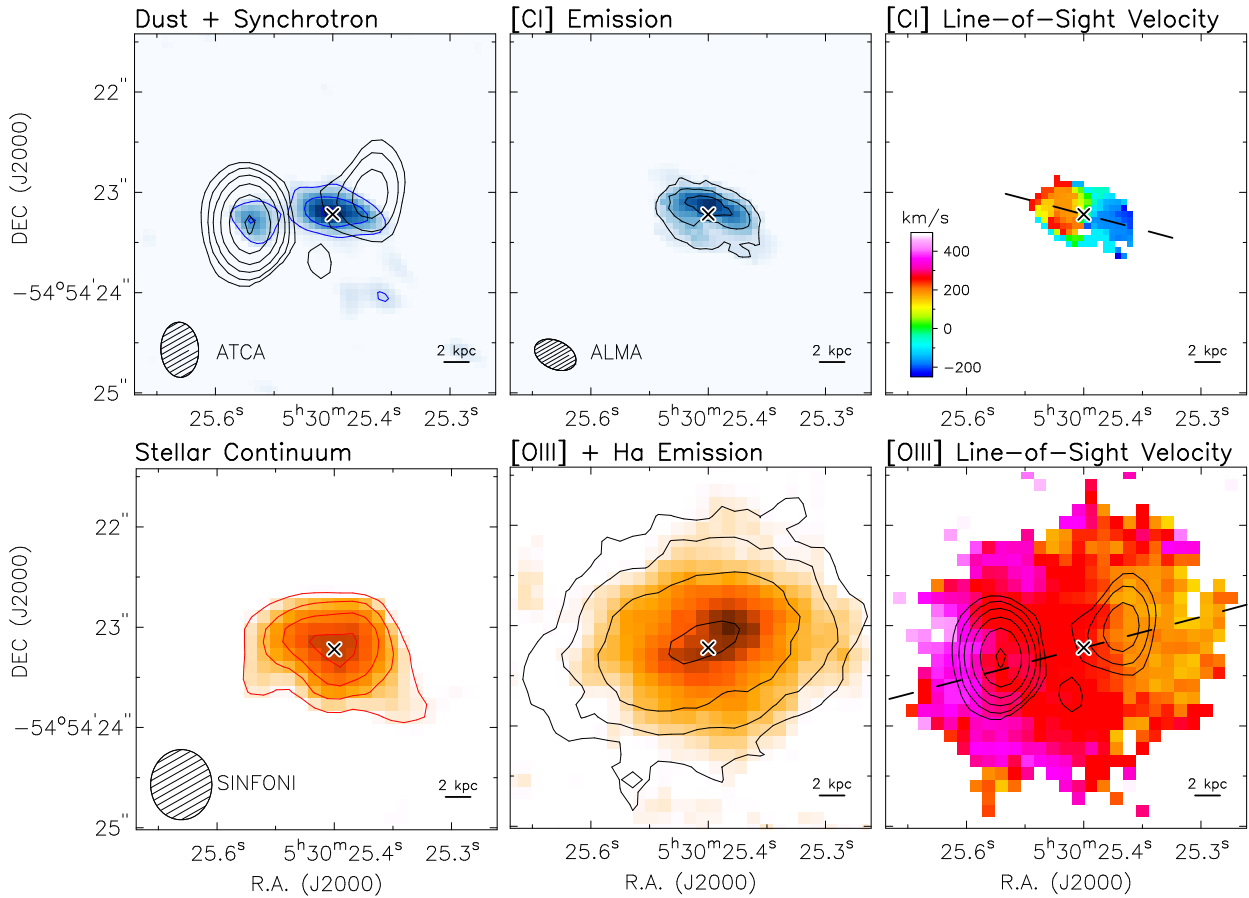 Dust + Synchrotron
[CI] Emission
[CI] Line−of−Sight Velocity
DEC (J2000)
22"
23"
−54°54'24"
25"
ATCA
2 kpc
ALMA
2 kpc
km/s
400
200
0
−200
2 kpc
25.6s
5h30m25.4s
25.3s
25.6s
5h30m25.4s
25.3s
25.6s
5h30m25.4s
25.3s
Stellar Continuum
[OIII] + Ha Emission
[OIII] Line−of−Sight Velocity
DEC (J2000)
22"
23"
−54°54'24"
25"
SINFONI
2 kpc
2 kpc
2 kpc
25.6s
5h30m25.4s
25.3s
25.6s
5h30m25.4s
25.3s
25.6s
5h30m25.4s
25.3s
R.A. (J2000)
R.A. (J2000)
R.A. (J2000)